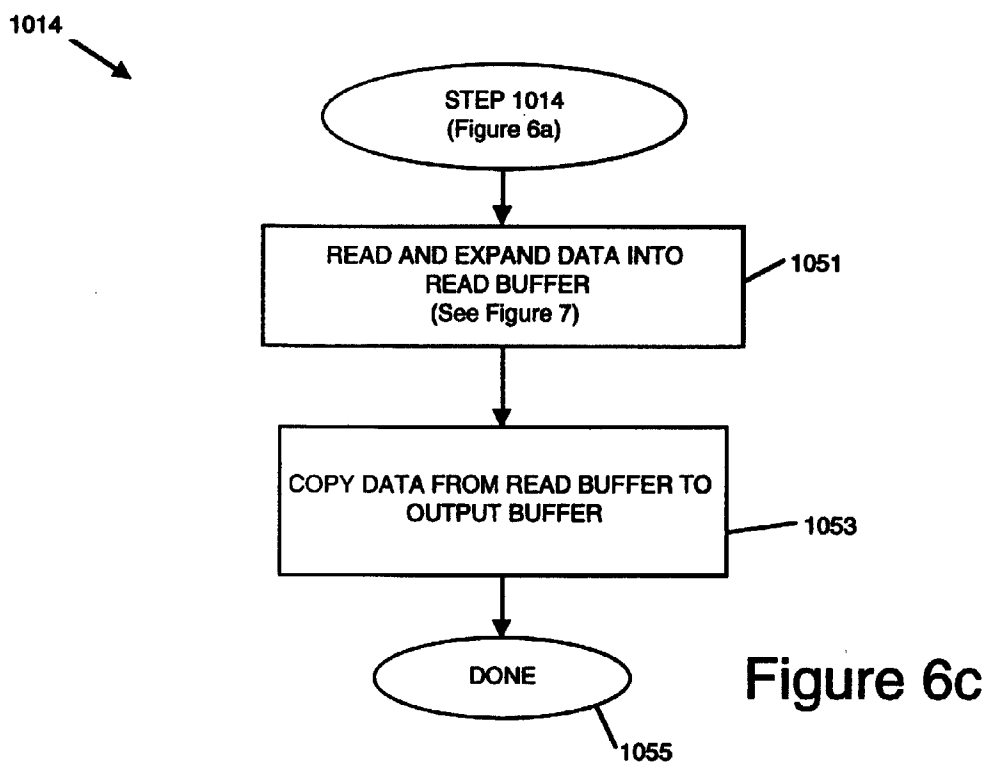 1014
STEP 1014
(Figure 6a)
READ AND EXPAND DATA INTO
READ BUFFER
(See Figure 7)
1051
COPY DATA FROM READ BUFFER TO
OUTPUT BUFFER
1053
DONE
Figure 6c
1055